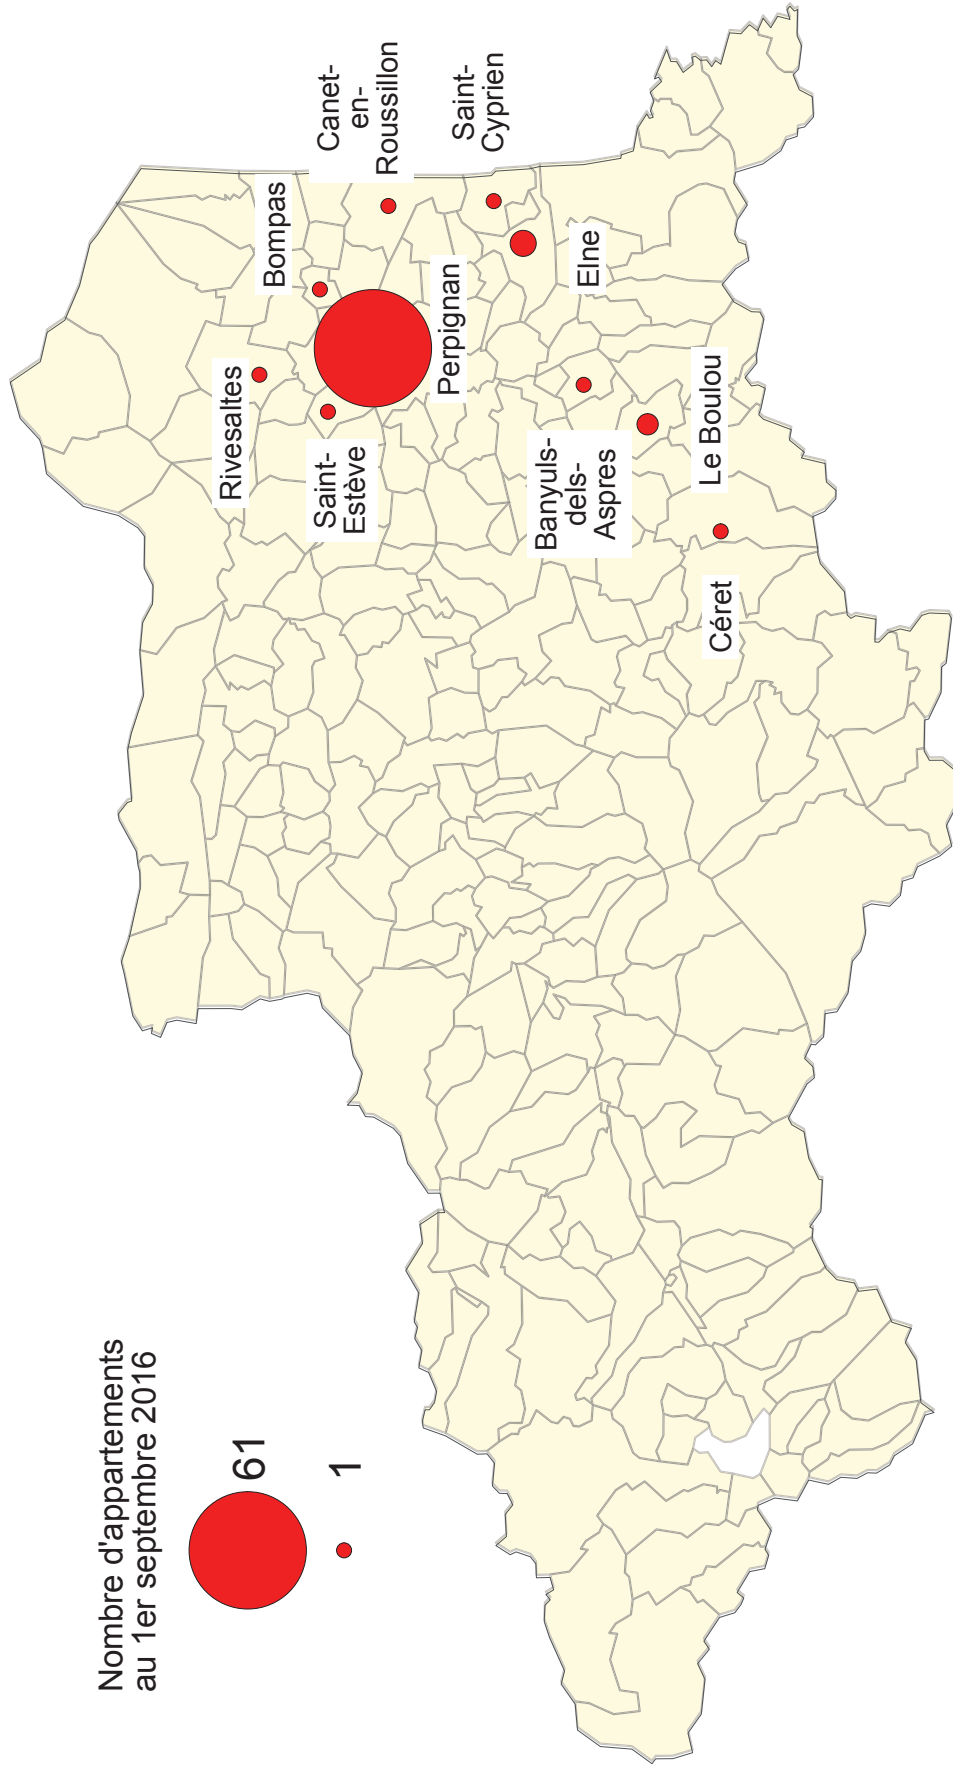 Nombre d'appartements
au 1er septembre 2016
61
1
Rivesaltes
Bompas
Canet-
en-
Roussillon
Saint-
Estève
Perpignan
Saint-
Cyprien
Elne
Banyuls-
dels-
Aspres
Le Boulou
Céret